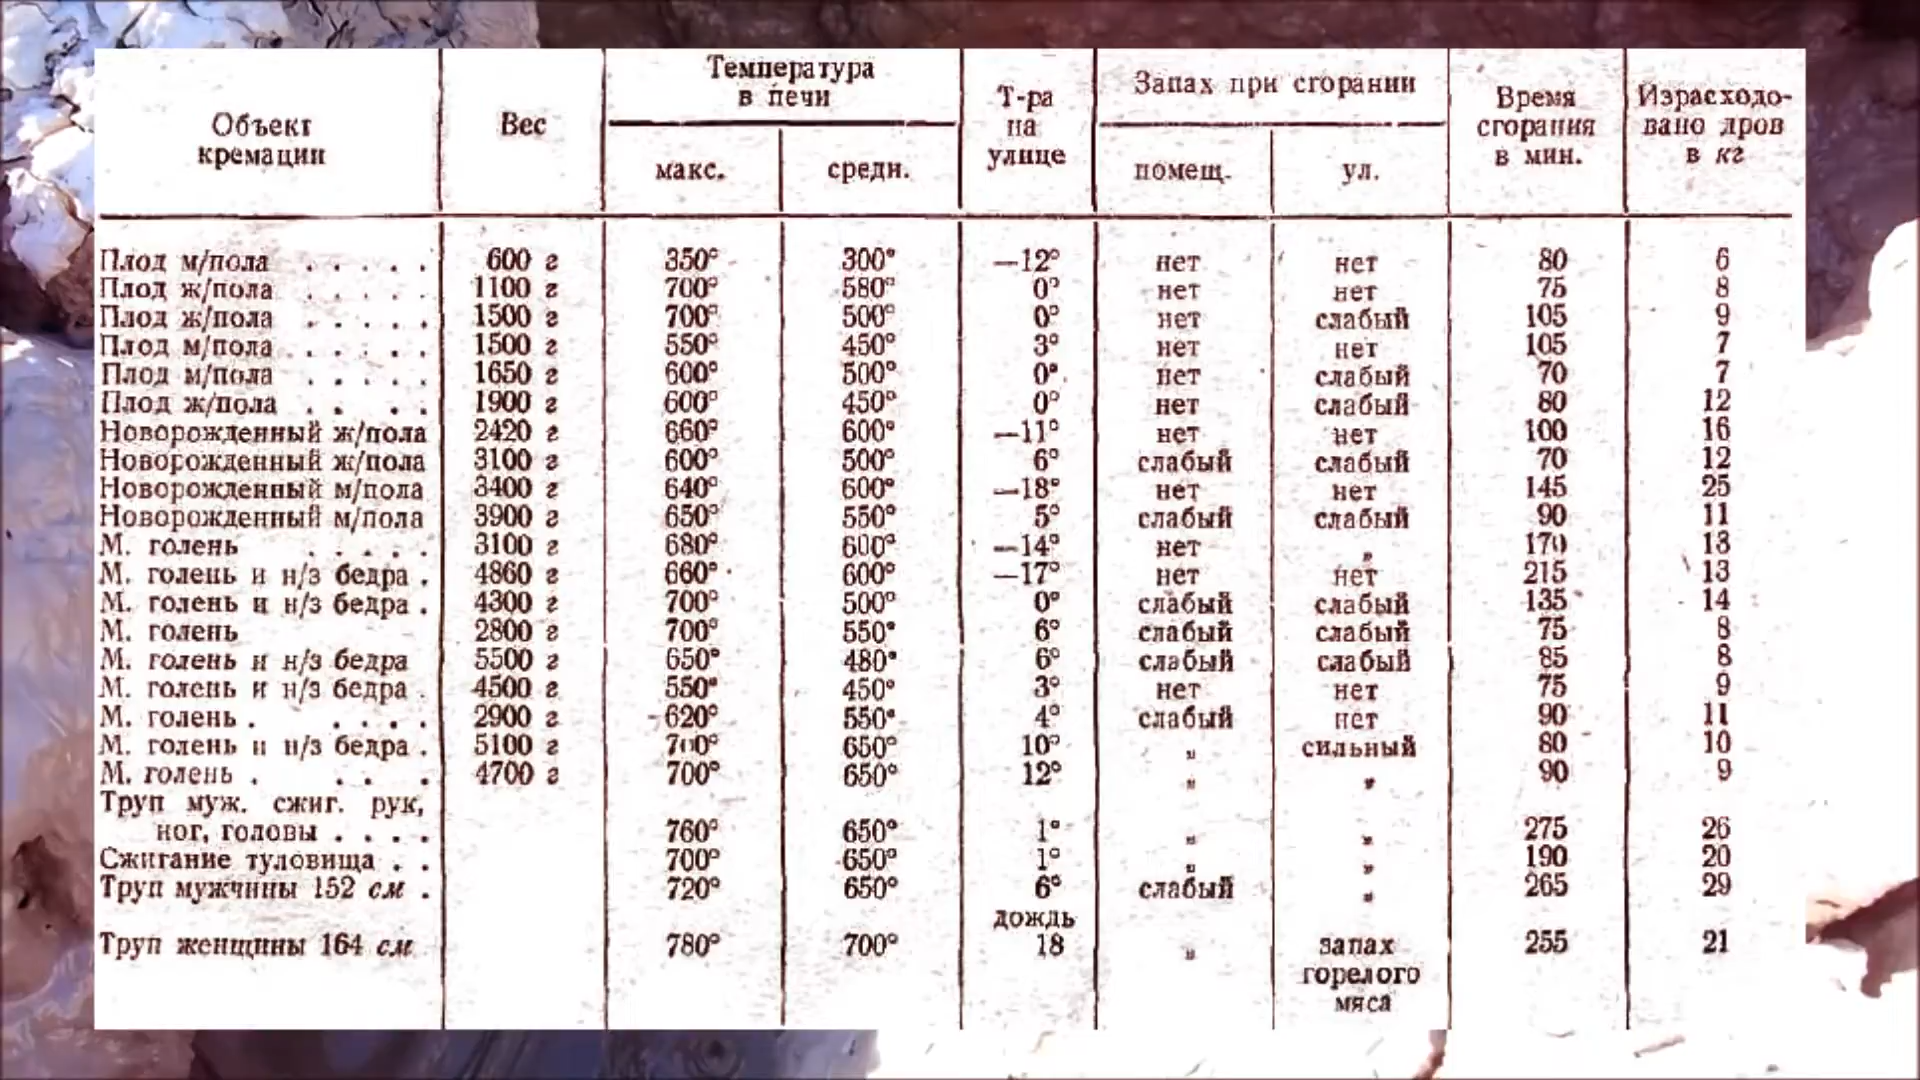 Объект кремации | Вес | Температура в печи | Т-ра на улице | Запах при сгорании | Время сгорания в мин. | Израсходо-вано дров в кг
макс. | средн. | помещ. | ул.
Плод м/пола . . . . . 600 г 350° 300° —12° нет нет 80 6
Плод ж/пола . . . . . 1100 г 700° 580° 0° нет нет 75 8
Плод ж/пола . . . . . 1500 г 700° 500° 0° нет слабый 105 9
Плод м/пола . . . . . 1500 г 550° 450° 3° нет нет 105 7
Плод м/пола . . . . . 1650 г 600° 500° 0° нет слабый 70 7
Плод ж/пола . . . . 1900 г 600° 450° 0° нет слабый 80 12
Новорожденный ж/пола 2420 г 660° 600° —11° нет нет 100 16
Новорожденный ж/пола 3100 г 600° 500° 6° слабый слабый 70 12
Новорожденный м/пола 3400 г 640° 600° —18° нет нет 145 25
Новорожденный м/пола 3900 г 650° 550° 5° слабый слабый 90 11
М. голень . . . . . 3100 г 680° 600° —14° нет „ 170 13
М. голень и н/з бедра . 4860 г 660° 600° —17° нет нет 215 13
М. голень и н/з бедра . 4300 г 700° 500° 0° слабый слабый 135 14
М. голень 2800 г 700° 550° 6° слабый слабый 75 8
М. голень и н/з бедра 5500 г 650° 480° 6° слабый слабый 85 8
М. голень и н/з бедра . 4500 г 550° 450° 3° нет нет 75 9
М. голень . . . . . 2900 г 620° 550° 4° слабый нет 90 11
М. голень и н/з бедра . 5100 г 700° 650° 10° „ сильный 80 10
М. голень . . . . 4700 г 700° 650° 12° „ „ 90 9
Труп муж. сжиг. рук,
ног, головы . . . . 760° 650° 1° „ „ 275 26
Сжигание туловища . . 700° 650° 1° „ „ 190 20
Труп мужчины 152 см . 720° 650° 6° слабый „ 265 29
дождь
Труп женщины 164 см 780° 700° 18 „ запах 255 21
горелого
мяса